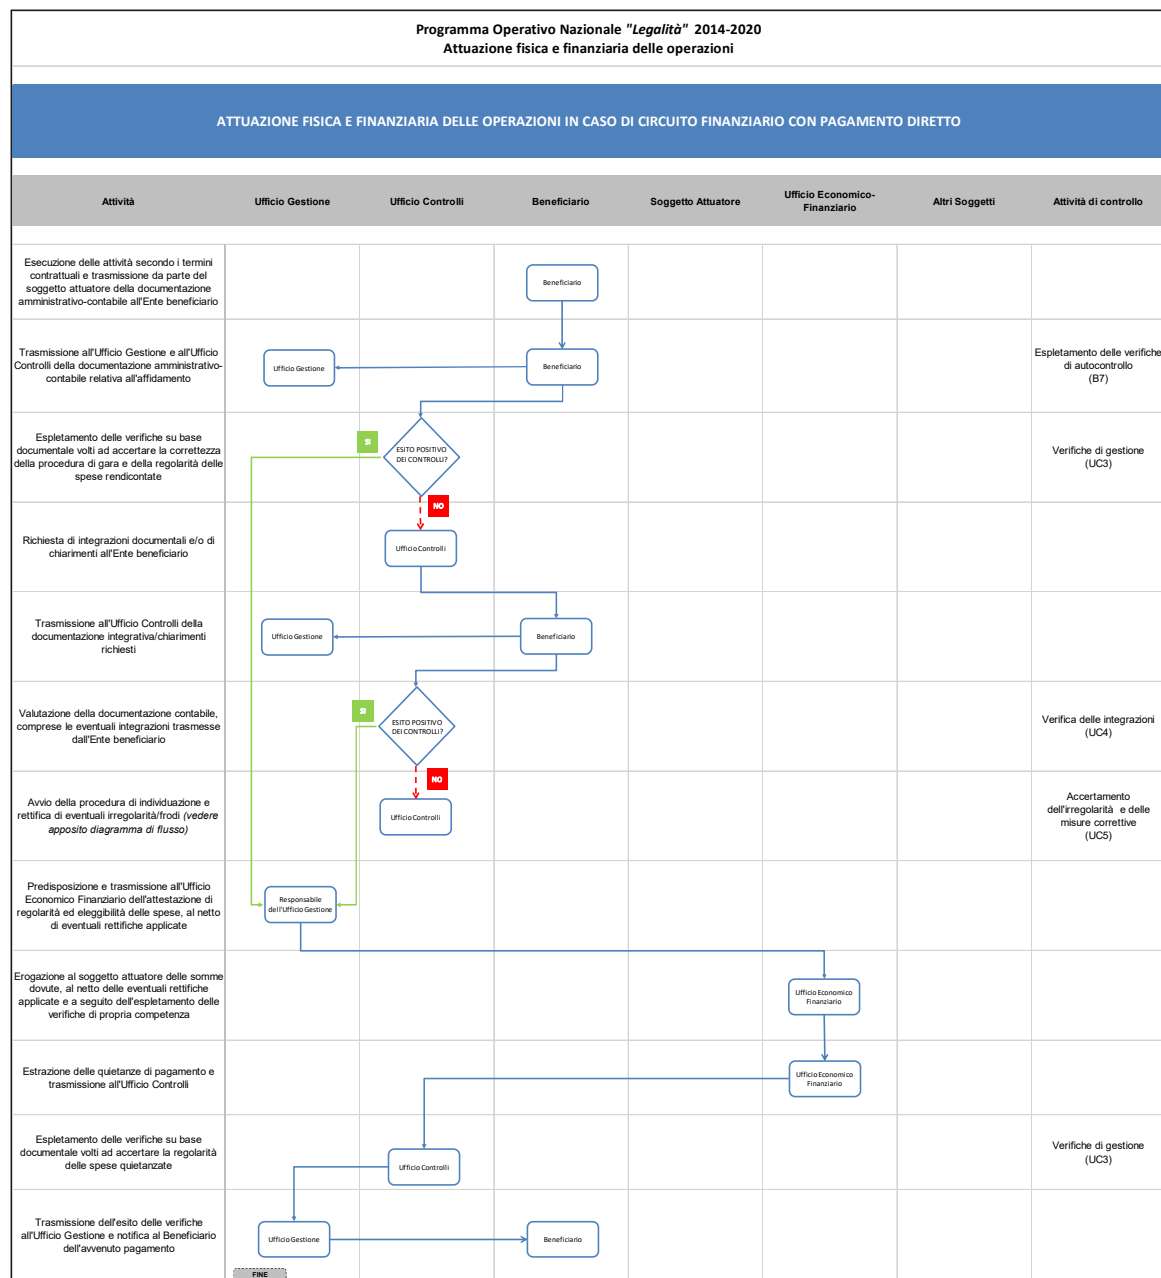 Programma Operativo Nazionale "Legalità" 2014-2020
Attuazione fisica e finanziaria delle operazioni
ATTUAZIONE FISICA E FINANZIARIA DELLE OPERAZIONI IN CASO DI CIRCUITO FINANZIARIO CON PAGAMENTO DIRETTO
Attività
Ufficio Gestione
Ufficio Controlli
Beneficiario
Soggetto Attuatore
Ufficio Economico-
Finanziario
Altri Soggetti
Attività di controllo
Esecuzione delle attività secondo i termini
contrattuali e trasmissione da parte del
soggetto attuatore della documentazione
amministrativo-contabile all'Ente beneficiario
Beneficiario
Trasmissione all'Ufficio Gestione e all'Ufficio
Controlli della documentazione amministrativo-
contabile relativa all'affidamento
Ufficio Gestione
Beneficiario
Espletamento delle verifiche
di autocontrollo
(B7)
Espletamento delle verifiche su base
documentale volti ad accertare la correttezza
della procedura di gara e della regolarità delle
spese rendicontate
SI
ESITO POSITIVO
DEI CONTROLLI?
NO
Verifiche di gestione
(UC3)
Richiesta di integrazioni documentali e/o di
chiarimenti all'Ente beneficiario
Ufficio Controlli
Trasmissione all'Ufficio Controlli della
documentazione integrativa/chiarimenti
richiesti
Ufficio Gestione
Beneficiario
Valutazione della documentazione contabile,
comprese le eventuali integrazioni trasmesse
dall'Ente beneficiario
SI
ESITO POSITIVO
DEI CONTROLLI?
NO
Verifica delle integrazioni
(UC4)
Avvio della procedura di individuazione e
rettifica di eventuali irregolarità/frodi (vedere
apposito diagramma di flusso)
Ufficio Controlli
Accertamento
dell'irregolarità e delle
misure correttive
(UC5)
Predisposizione e trasmissione all'Ufficio
Economico Finanziario dell'attestazione di
regolarità ed eleggibilità delle spese, al netto
di eventuali rettifiche applicate
Responsabile
dell'Ufficio Gestione
Erogazione al soggetto attuatore delle somme
dovute, al netto delle eventuali rettifiche
applicate e a seguito dell'espletamento delle
verifiche di propria competenza
Ufficio Economico
Finanziario
Estrazione delle quietanze di pagamento e
trasmissione all'Ufficio Controlli
Ufficio Economico
Finanziario
Espletamento delle verifiche su base
documentale volti ad accertare la regolarità
delle spese quietanzate
Ufficio Controlli
Verifiche di gestione
(UC3)
Trasmissione dell'esito delle verifiche
all'Ufficio Gestione e notifica al Beneficiario
dell'avvenuto pagamento
Ufficio Gestione
Beneficiario
FINE